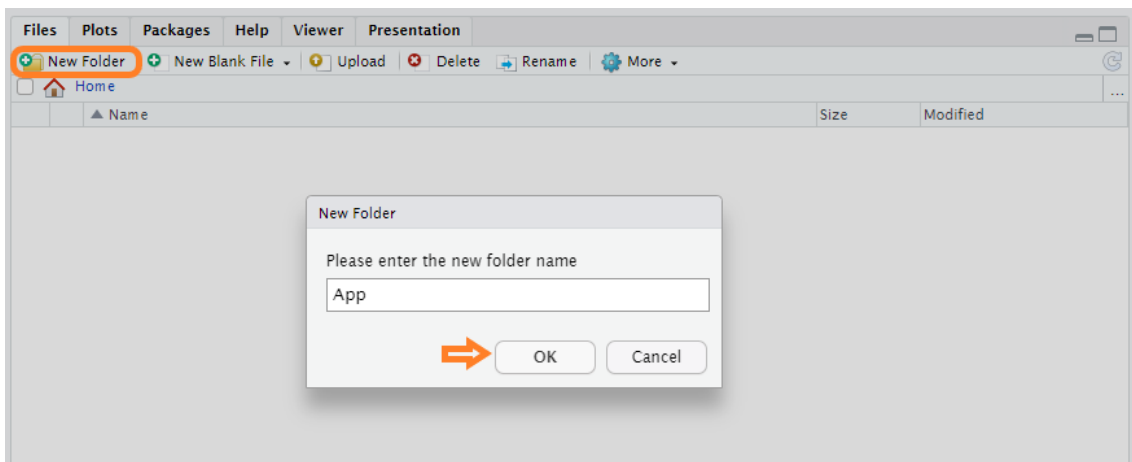 Files Plots Packages Help Viewer Presentation
New Folder New Blank File Upload Delete Rename More
Home ...
Name Size Modified
New Folder
Please enter the new folder name
App
OK Cancel